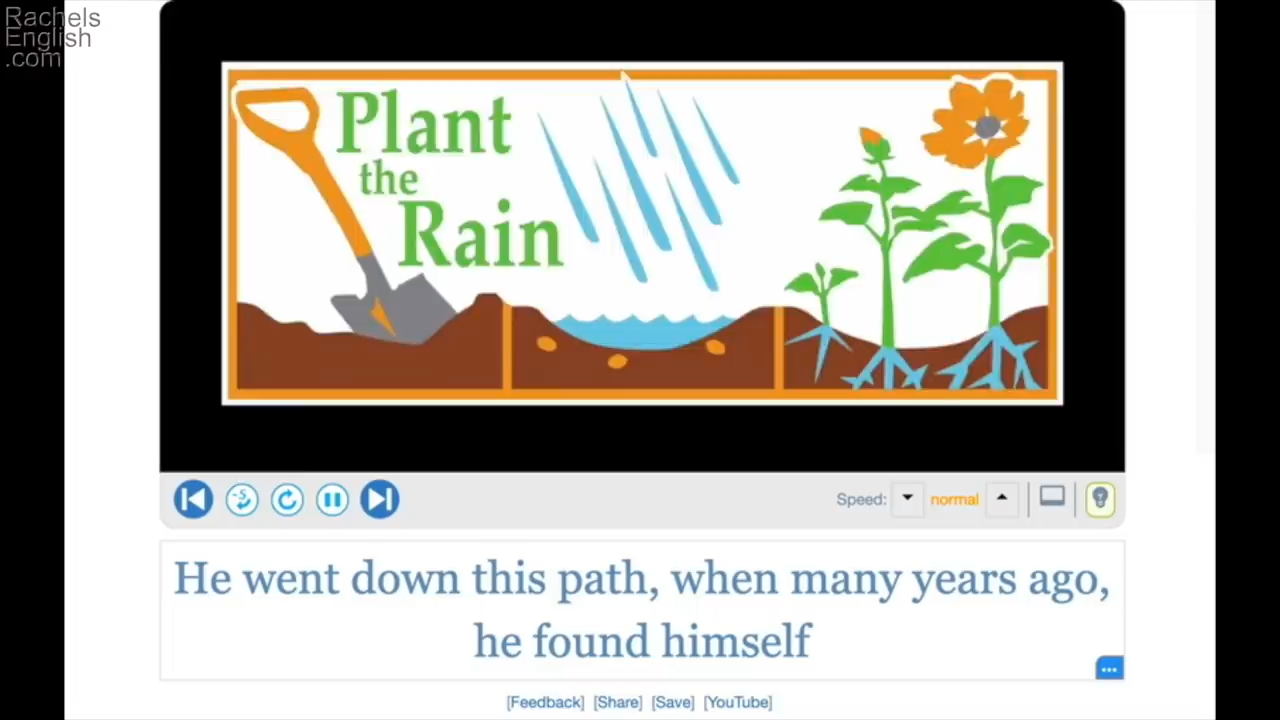 Rachels
English
.com
Plant
the
Rain
-5
Speed: normal
He went down this path, when many years ago,
he found himself
[Feedback] [Share] [Save] [YouTube]